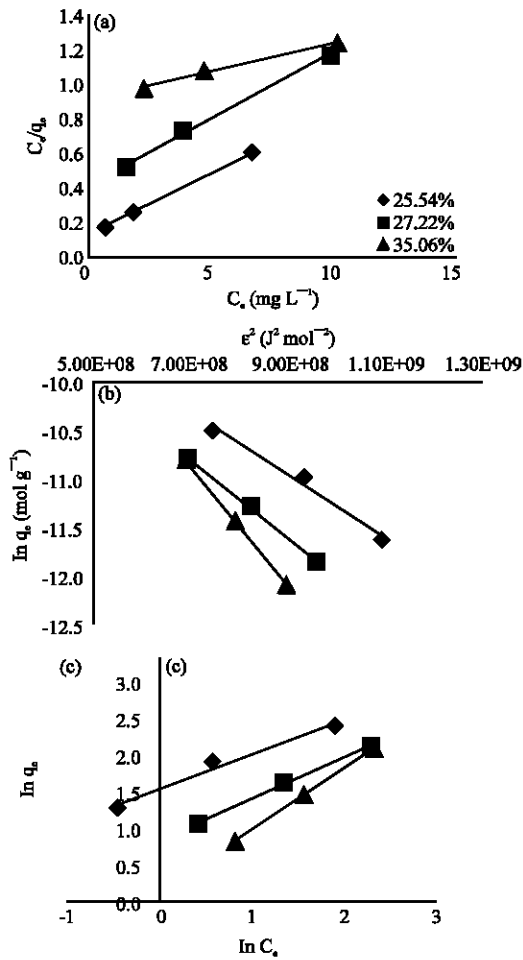 (a)
1.4
1.2
1.0
0.8
0.6
0.4
0.2
0.0
Cₑ/qₑ
0 5 10 15
Cₑ (mg L⁻¹)
25.54%
27.22%
35.06%
ε² (J² mol⁻²)
5.00E+08 7.00E+08 9.00E+08 1.10E+09 1.30E+09
(b)
-10.0
-10.5
-11.0
-11.5
-12.0
-12.5
In qₑ (mol g⁻¹)
(c) (c)
3.0
2.5
2.0
1.5
1.0
0.5
0.0
In qₑ
-1 0 1 2 3
In Cₑ